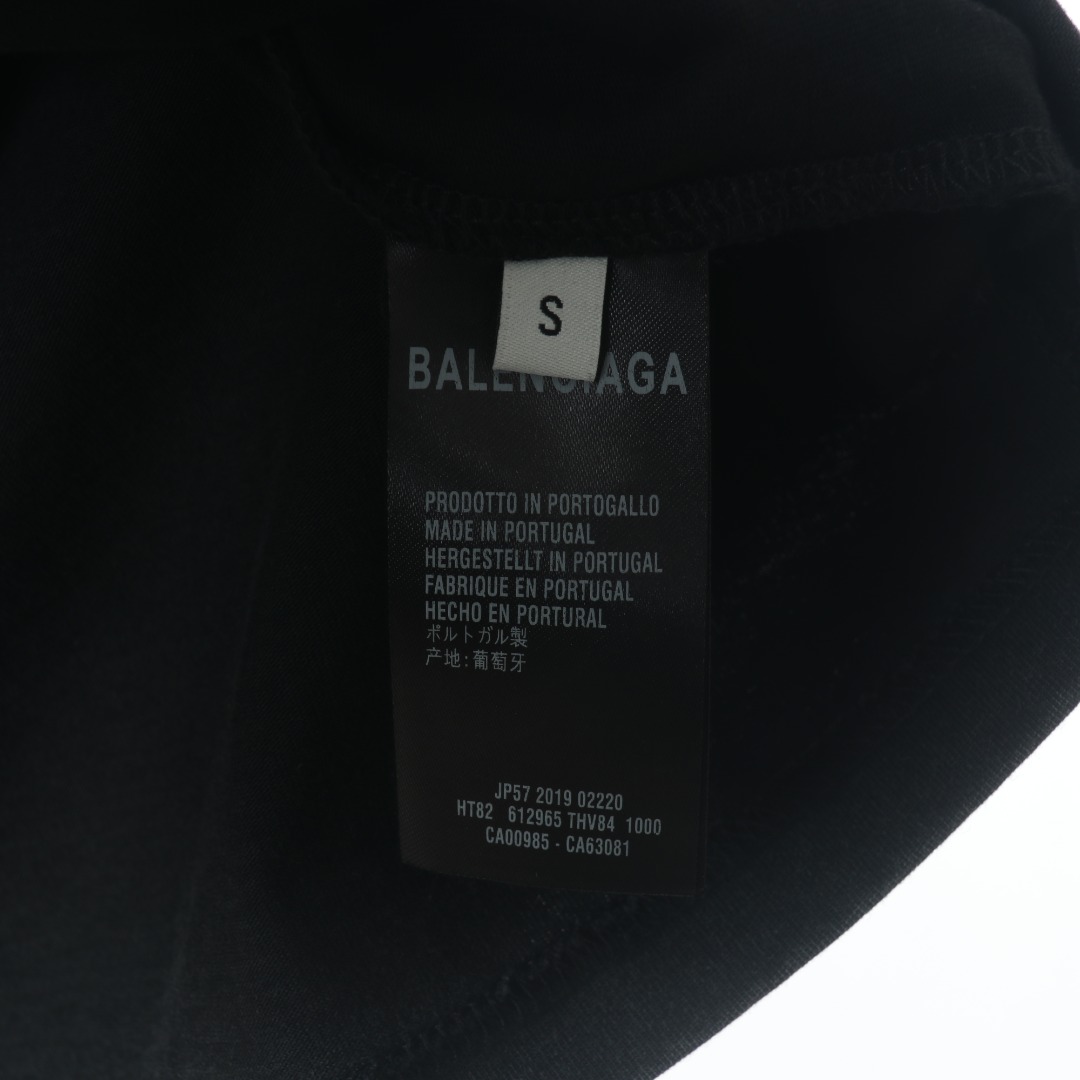 S
BALENCIAGA
PRODOTTO IN PORTOGALLO
MADE IN PORTUGAL
HERGESTELLT IN PORTUGAL
FABRIQUE EN PORTUGAL
HECHO EN PORTURAL
ポルトガル製
产地:葡萄牙
JP57 2019 02220
HT82 612965 THV84 1000
CA00985 - CA63081